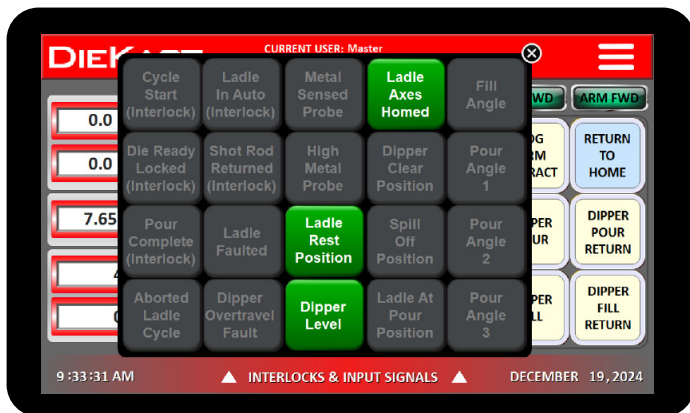 CURRENT USER: Master
Cycle
Start
(Interlock)
Ladle
In Auto
(Interlock)
Metal
Sensed
Probe
Ladle
Axes
Homed
Fill
Angle
WD
ARM FWD
0.0
Die Ready
Locked
(Interlock)
Shot Rod
Returned
(Interlock)
High
Metal
Probe
Dipper
Clear
Position
Pour
Angle
1
RETURN
TO
HOME
0.0
7.65
Pour
Complete
(Interlock)
Ladle
Faulted
Ladle
Rest
Position
Spill
Off
Position
Pour
Angle
2
DIPPER
POUR
RETURN
Aborted
Ladle
Cycle
Dipper
Overtravel
Fault
Dipper
Level
Ladle At
Pour
Position
Pour
Angle
3
DIPPER
FILL
RETURN
9:33:31 AM
INTERLOCKS & INPUT SIGNALS
DECEMBER 19,2024